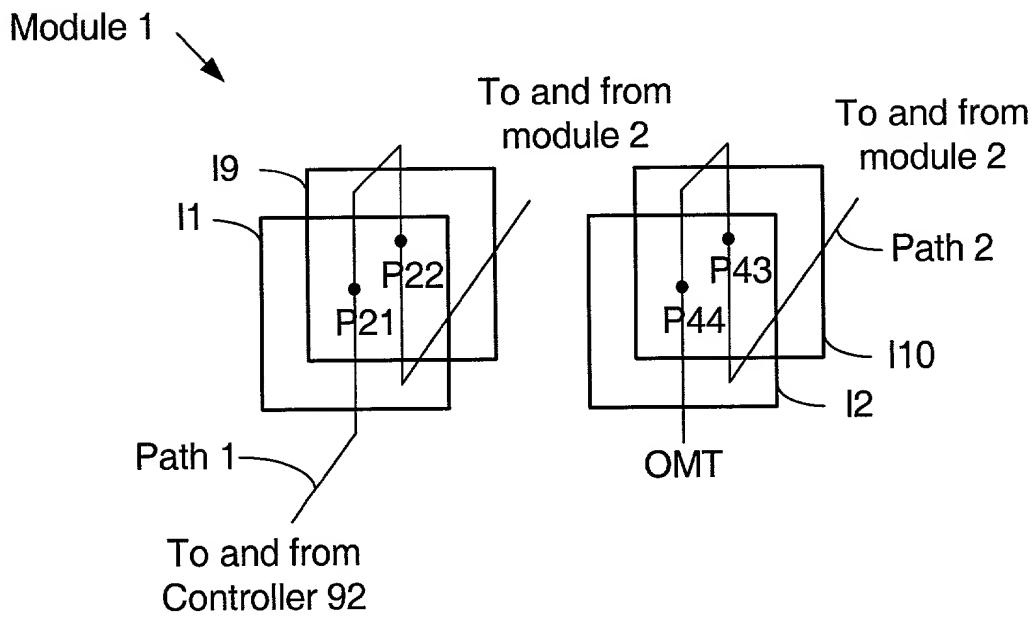 Module 1
To and from
module 2
To and from
module 2
I9
I1
P22
P21
Path 1
To and from
Controller 92
P43
P44
Path 2
I10
I2
OMT